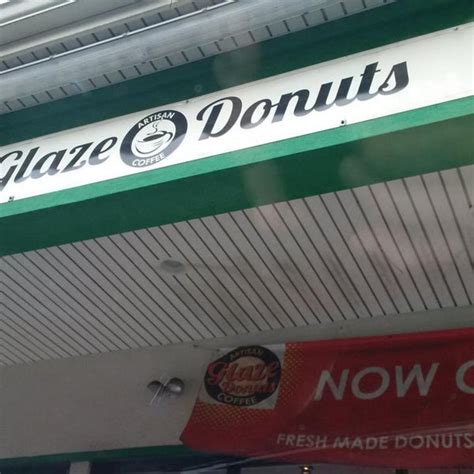 Glaze ARTISAN COFFEE Donuts
ARTISAN
Glaze
Donuts
COFFEE
NOW
FRESH MADE DONUTS